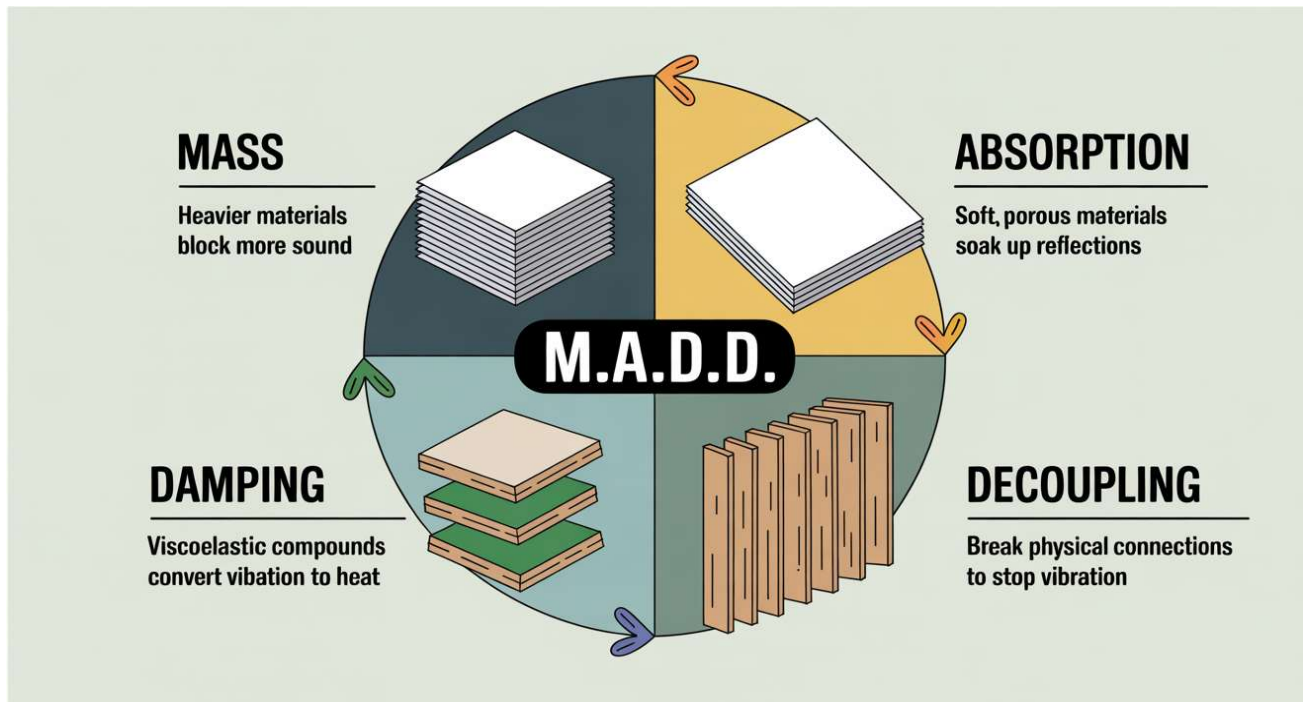 MASS
Heavier materials
block more sound
ABSORPTION
Soft, porous materials
soak up reflections
M.A.D.D.
DAMPING
Viscoelastic compounds
convert vibation to heat
DECOUPLING
Break physical connections
to stop vibration